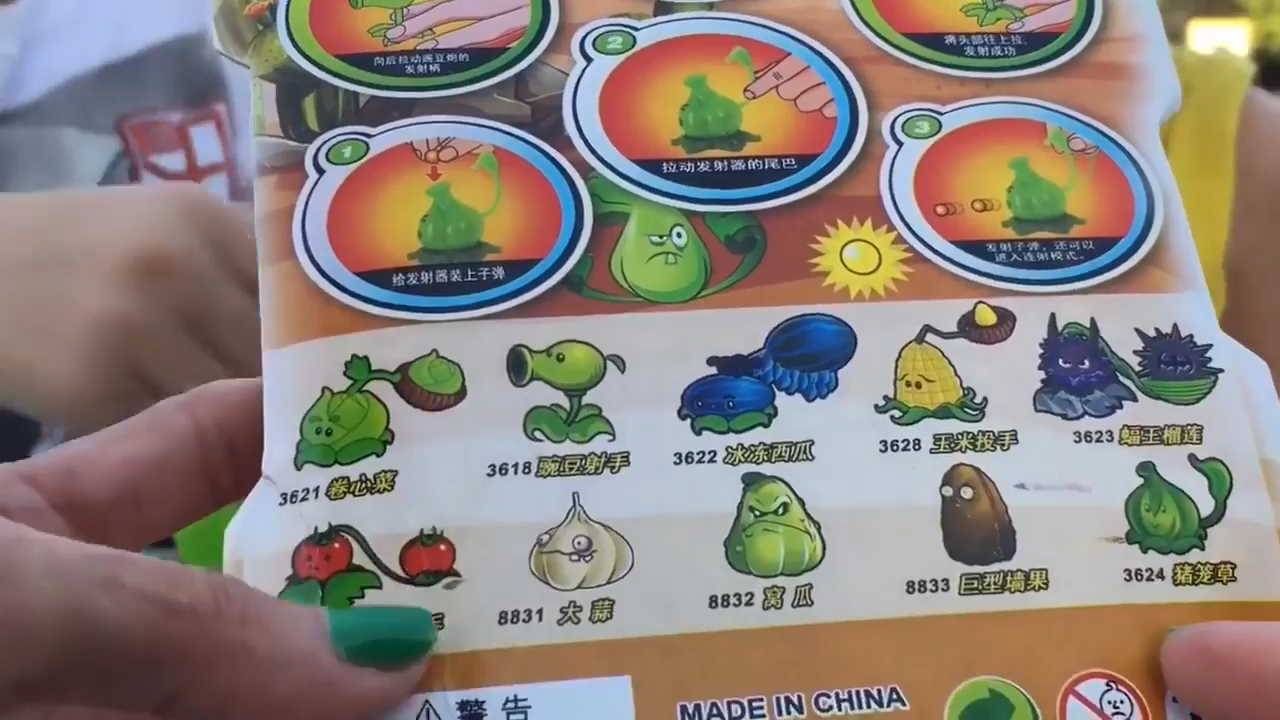 向后拉动豌豆炮的
发射柄
将头部往上拉,
发射成功
1
给发射器装上子弹
2
拉动发射器的尾巴
3
发射子弹,还可以
进入连射模式。
3621 卷心菜
3618 豌豆射手
3622 冰冻西瓜
3628 玉米投手
3623 蝠王榴莲
8831 大蒜
8832 窝瓜
8833 巨型墙果
3624 猪笼草
警告
MADE IN CHINA